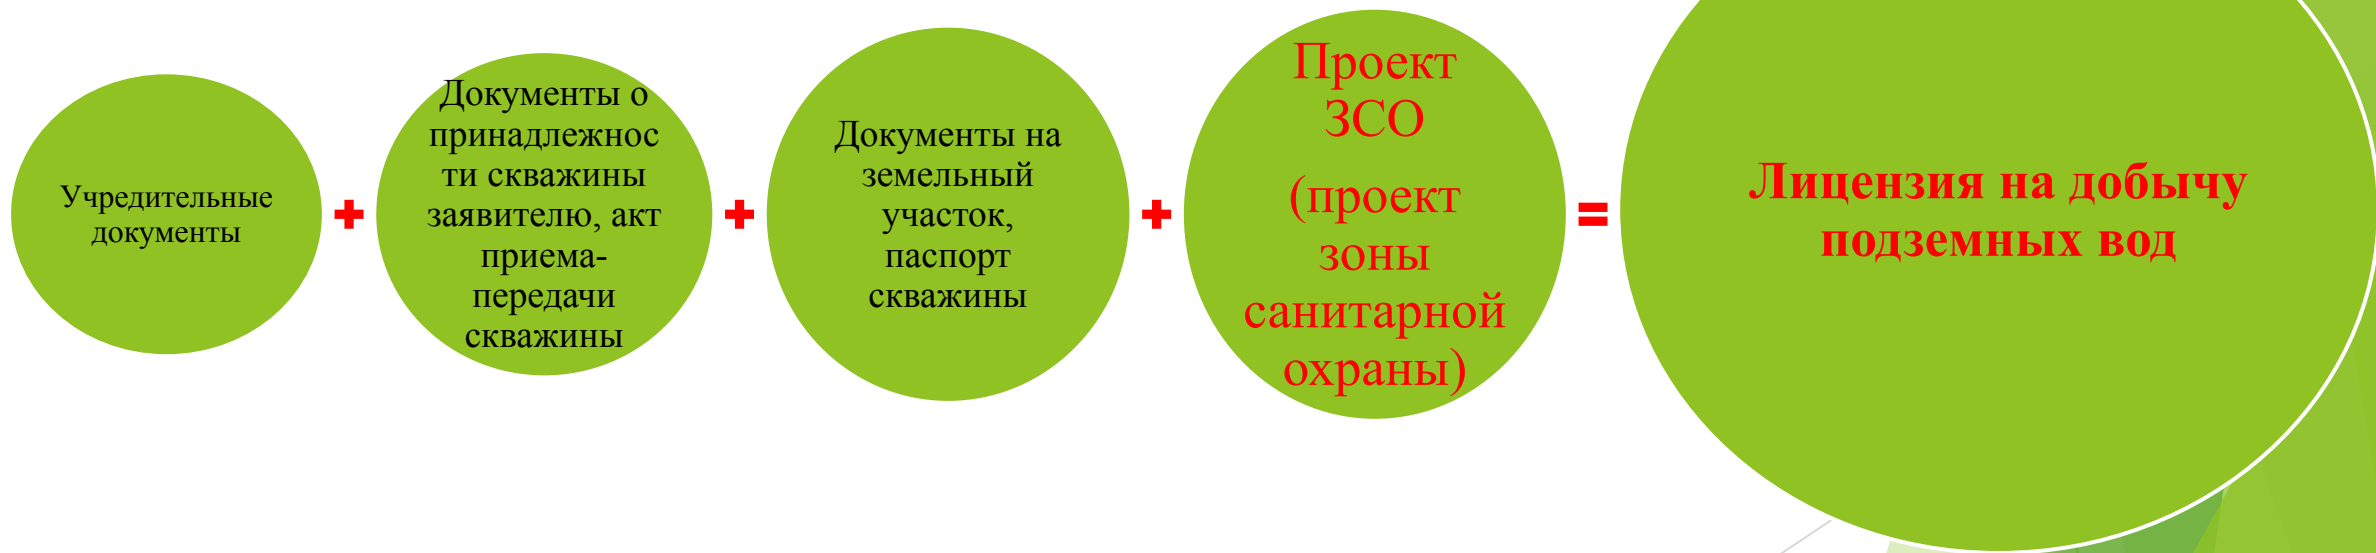 Учредительные
документы
Документы о
принадлежнос
ти скважины
заявителю, акт
приема-
передачи
скважины
Документы на
земельный
участок,
паспорт
скважины
Проект
ЗСО
(проект
зоны
санитарной
охраны)
Лицензия на добычу
подземных вод